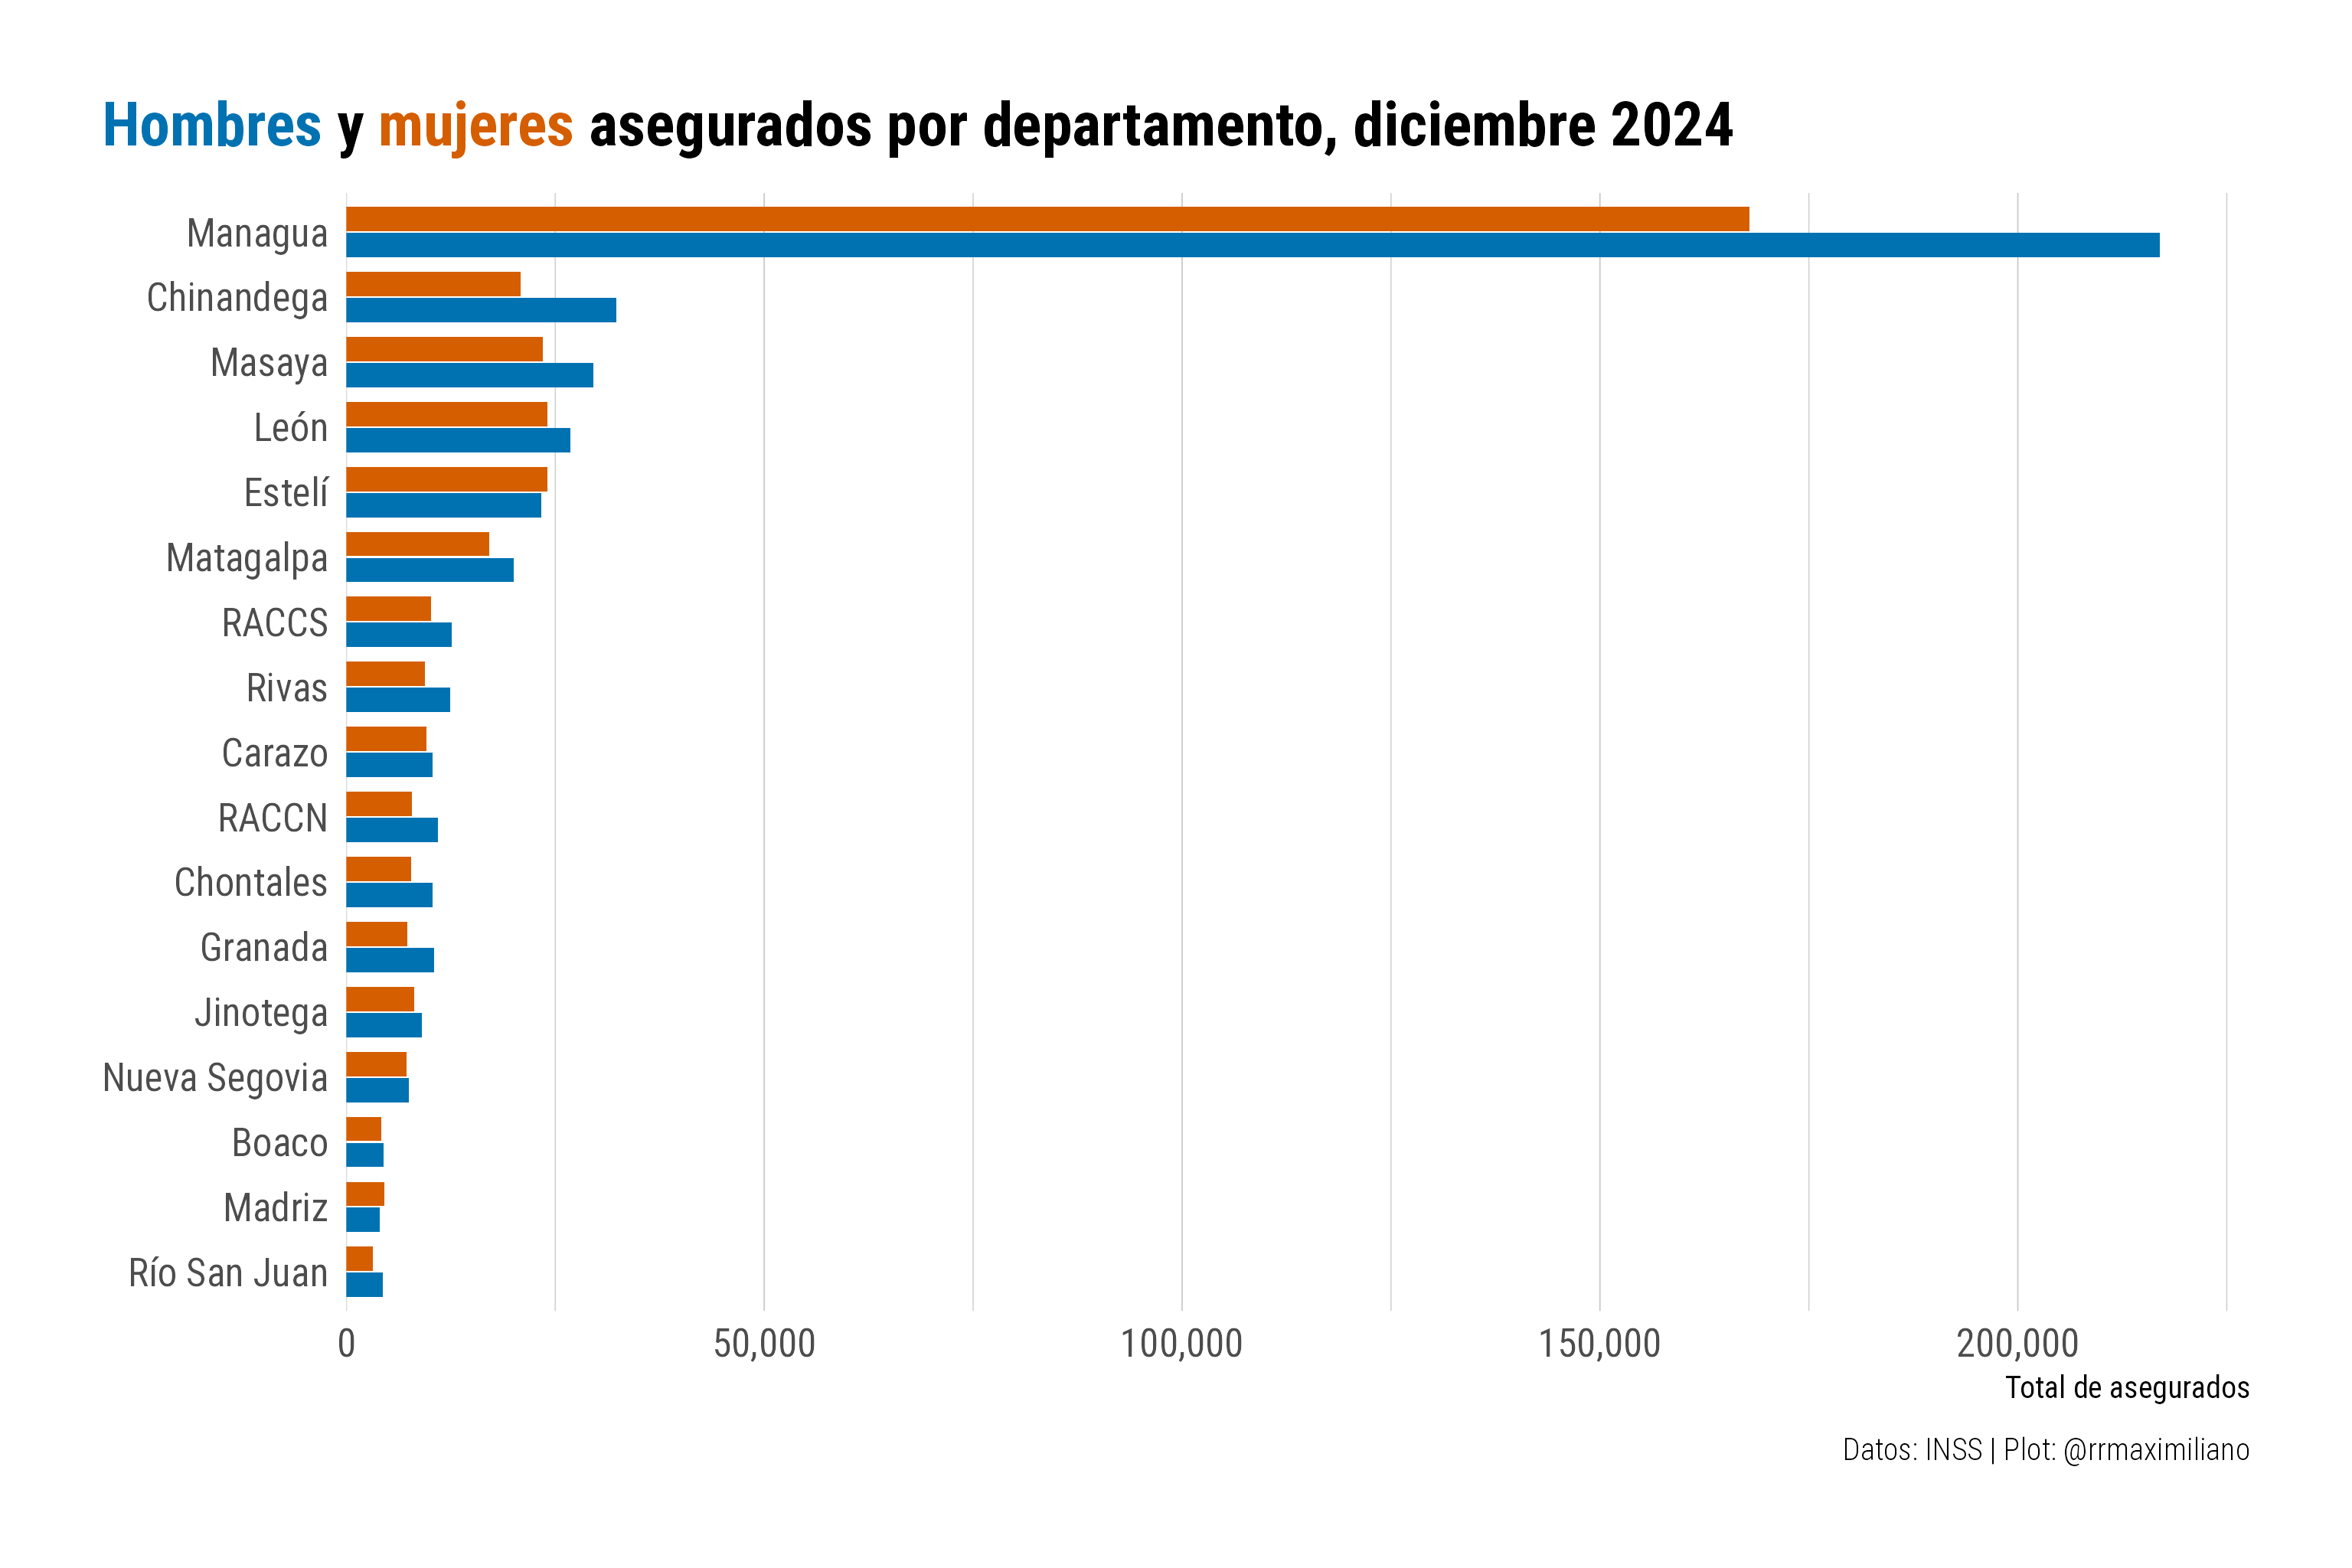 Hombres y mujeres asegurados por departamento, diciembre 2024
Managua
Chinandega
Masaya
León
Estelí
Matagalpa
RACCS
Rivas
Carazo
RACCN
Chontales
Granada
Jinotega
Nueva Segovia
Boaco
Madriz
Río San Juan
0 50,000 100,000 150,000 200,000
Total de asegurados
Datos: INSS | Plot: @rrmaximiliano